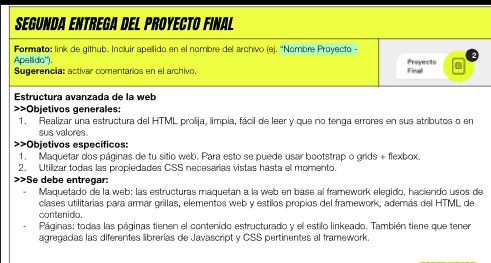 SEGUNDA ENTREGA DEL PROYECTO FINAL
Formato: link de github. Incluir apellido en el nombre del archivo (ej. “Nombre Proyecto -
Apellido”).
Sugerencia: activar comentarios en el archivo.
Proyecto
Final
2
Estructura avanzada de la web
>>Objetivos generales:
1. Realizar una estructura del HTML prolija, limpia, fácil de leer y que no tenga errores en sus atributos o en
sus valores.
>>Objetivos específicos:
1. Maquetar dos páginas de tu sitio web. Para esto se puede usar bootstrap o grids + flexbox.
2. Utilizar todas las propiedades CSS necesarias vistas hasta el momento.
>>Se debe entregar:
- Maquetado de la web: las estructuras maquetan a la web en base al framework elegido, haciendo usos de
clases utilitarias para armar grillas, elementos web y estilos propios del framework, además del HTML de
contenido.
- Páginas: todas las páginas tienen el contenido estructurado y el estilo linkeado. También tiene que tener
agregadas las diferentes librerías de Javascript y CSS pertinentes al framework.